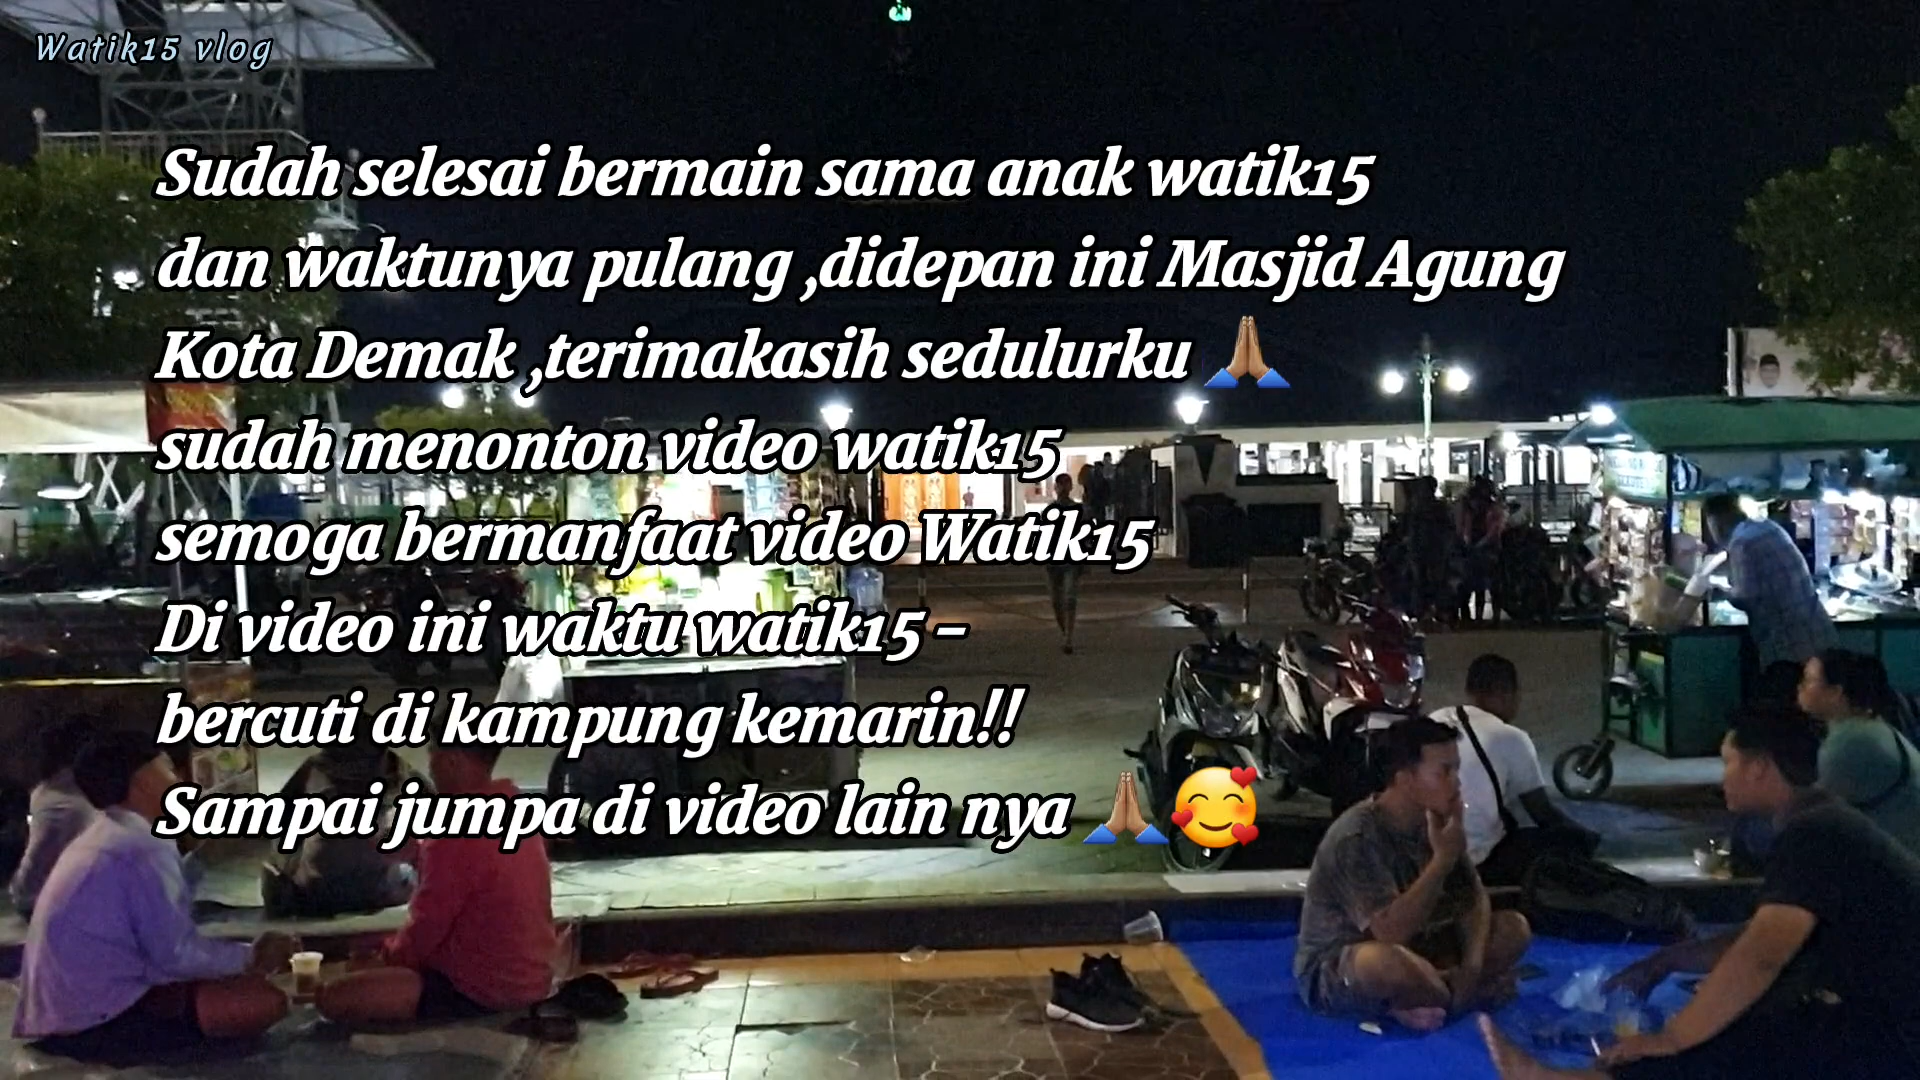 Watik15 vlog
Sudah selesai bermain sama anak watik15
dan waktunya pulang ,didepan ini Masjid Agung
Kota Demak ,terimakasih sedulurku 🙏🏽
sudah menonton video watik15
semoga bermanfaat video Watik15
Di video ini waktu watik15 -
bercuti di kampung kemarin!!
Sampai jumpa di video lain nya 🙏🏽🥰